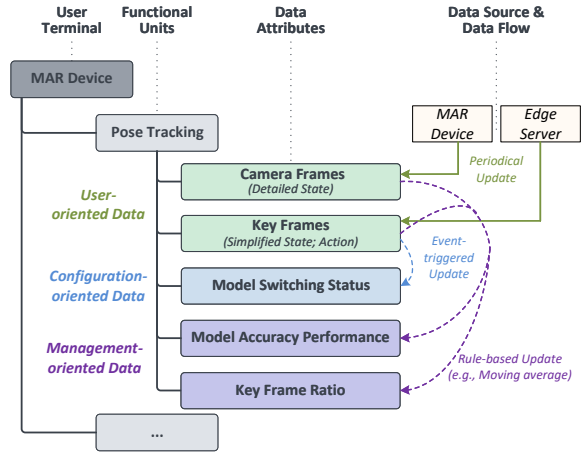 User
Terminal
Functional
Units
Data
Attributes
Data Source &
Data Flow
MAR Device
Pose Tracking
MAR
Device
Edge
Server
Camera Frames
(Detailed State)
Periodical
Update
User-
oriented Data
Key Frames
(Simplified State; Action)
Event-
triggered
Update
Configuration-
oriented Data
Model Switching Status
Management-
oriented Data
Model Accuracy Performance
Rule-based Update
(e.g., Moving average)
Key Frame Ratio
...